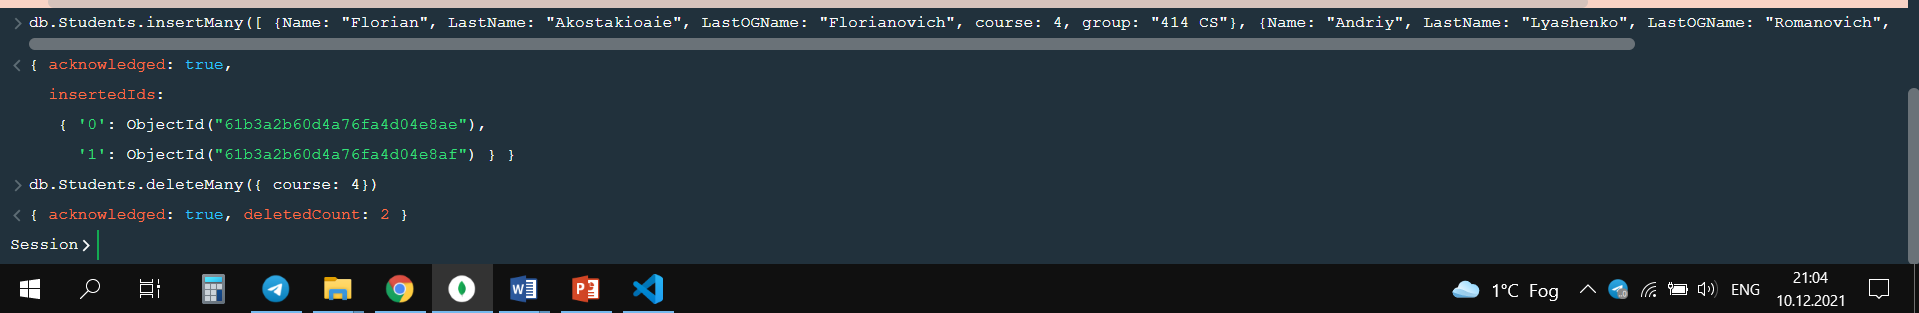 > db.Students.insertMany([ {Name: "Florian", LastName: "Akostakioaie", LastOGName: "Florianovich", course: 4, group: "414 CS"}, {Name: "Andriy", LastName: "Lyashenko", LastOGName: "Romanovich",
< { acknowledged: true,
insertedIds:
{ '0': ObjectId("61b3a2b60d4a76fa4d04e8ae"),
'1': ObjectId("61b3a2b60d4a76fa4d04e8af") } }
> db.Students.deleteMany({ course: 4})
< { acknowledged: true, deletedCount: 2 }
Session>
1°C Fog
ENG
21:04
10.12.2021